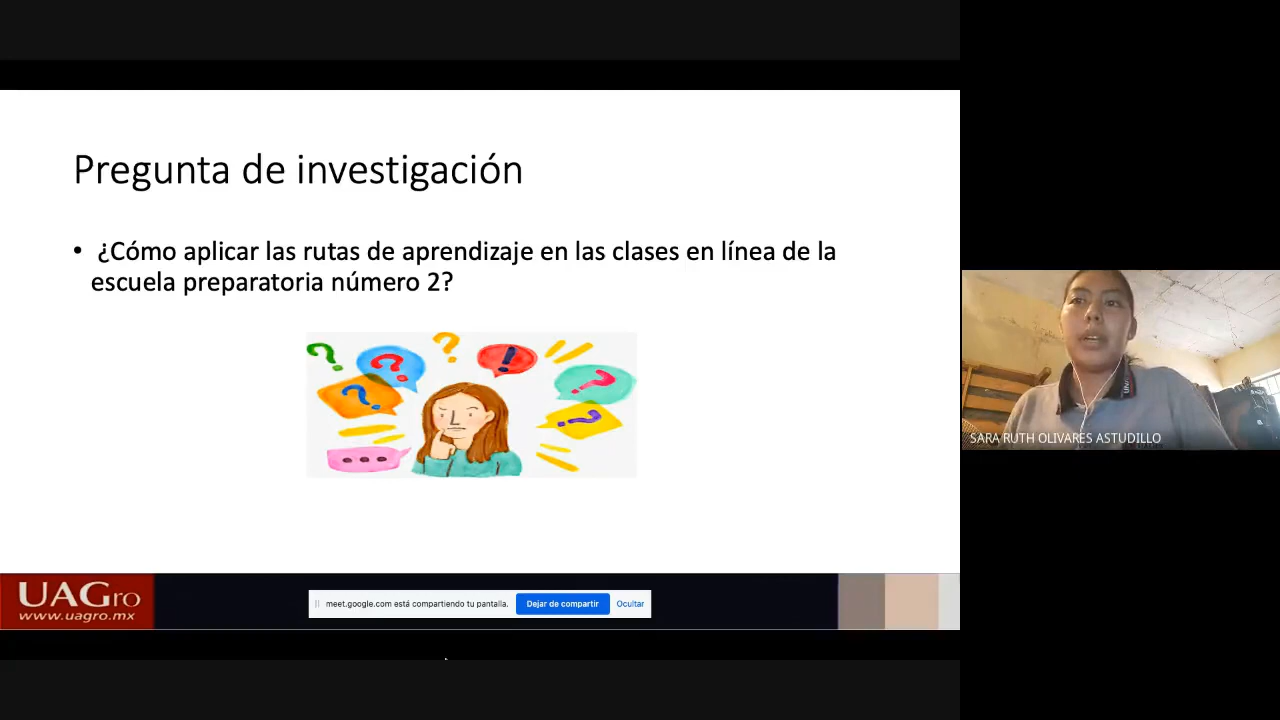 Pregunta de investigación
• ¿Cómo aplicar las rutas de aprendizaje en las clases en línea de la
escuela preparatoria número 2?
SARA RUTH OLIVARES ASTUDILLO
UAGro
www.uagro.mx
meet.google.com está compartiendo tu pantalla.
Dejar de compartir
Ocultar